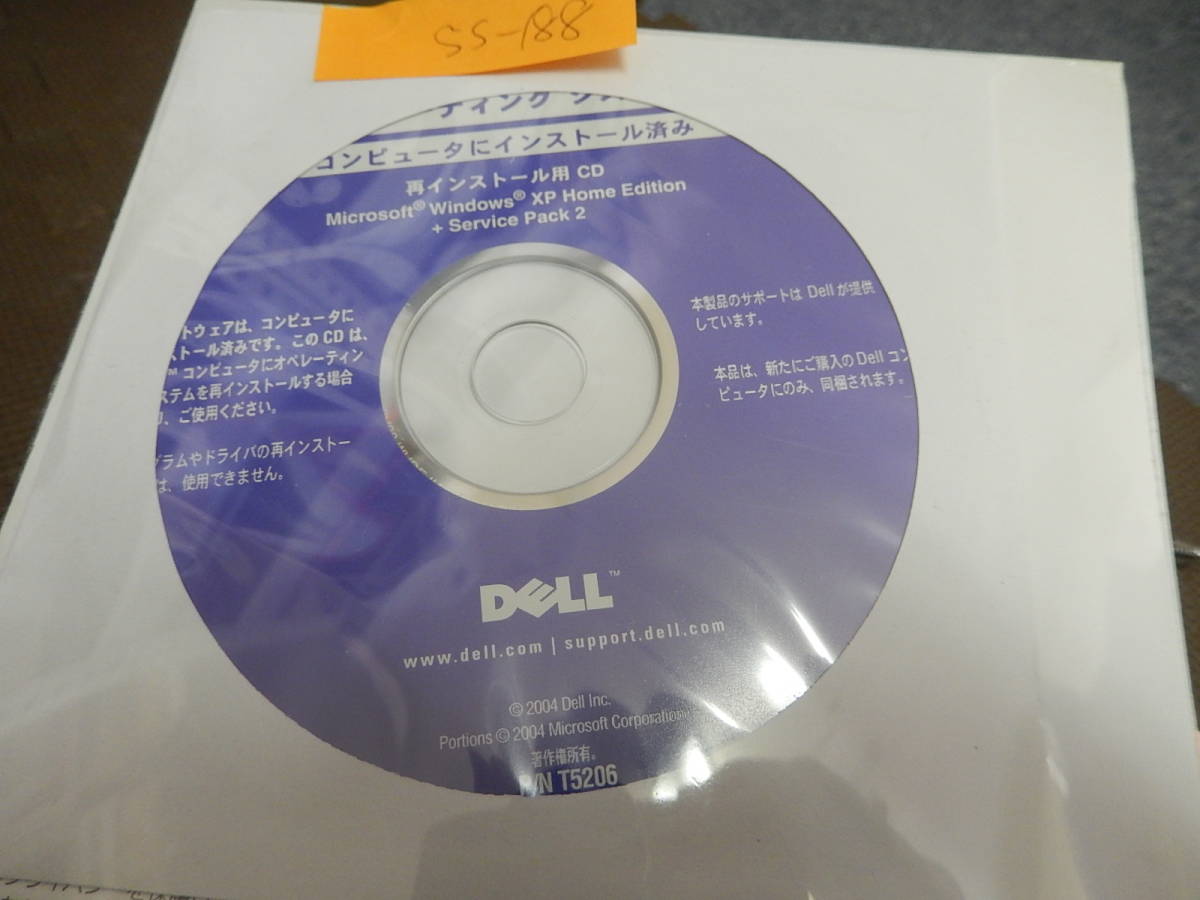 SS-188
ティング
コンピュータにインストール済み
再インストール用 CD
Microsoft® Windows® XP Home Edition
+ Service Pack 2
トウェアは、コンピュータに
トール済みです。この CD は、
™ コンピュータにオペレーティン
ステムを再インストールする場合
ご使用ください。
グラムやドライバの再インストー
は、使用できません。
本製品のサポートは Dell が提供
しています。
本品は、新たにご購入の Dell コン
ピュータにのみ、同梱されます。
DELL™
www.dell.com | support.dell.com
© 2004 Dell Inc.
Portions © 2004 Microsoft Corporation
著作権所有。
P/N T5206